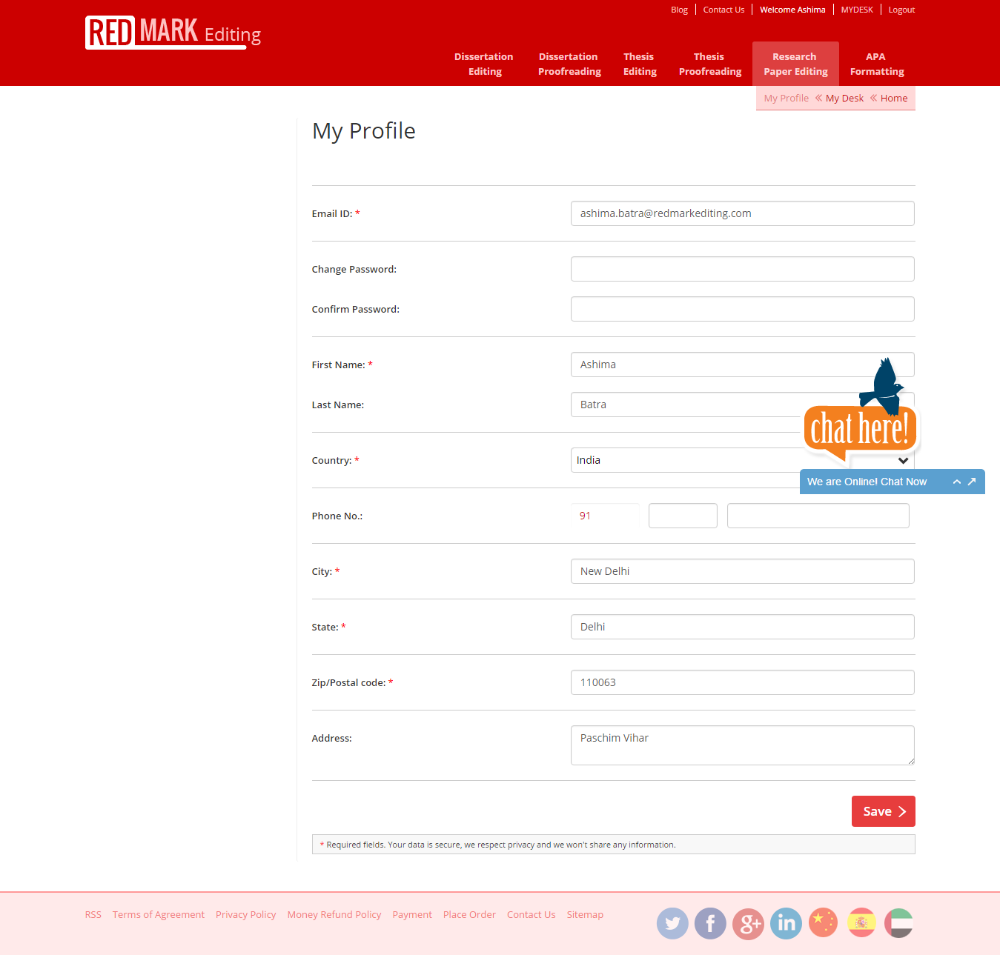 Blog
Contact Us
Welcome Ashima
MYDESK
Logout
RED MARK Editing
Dissertation Editing
Dissertation Proofreading
Thesis Editing
Thesis Proofreading
Research Paper Editing
APA Formatting
My Profile « My Desk « Home
My Profile
Email ID: * ashima.batra@redmarkediting.com
Change Password:
Confirm Password:
First Name: * Ashima
Last Name: Batra
chat here!
Country: * India
We are Online! Chat Now
Phone No.: 91
City: * New Delhi
State: * Delhi
Zip/Postal code: * 110063
Address: Paschim Vihar
Save
* Required fields. Your data is secure, we respect privacy and we won't share any information.
RSS Terms of Agreement Privacy Policy Money Refund Policy Payment Place Order Contact Us Sitemap
f g+ in